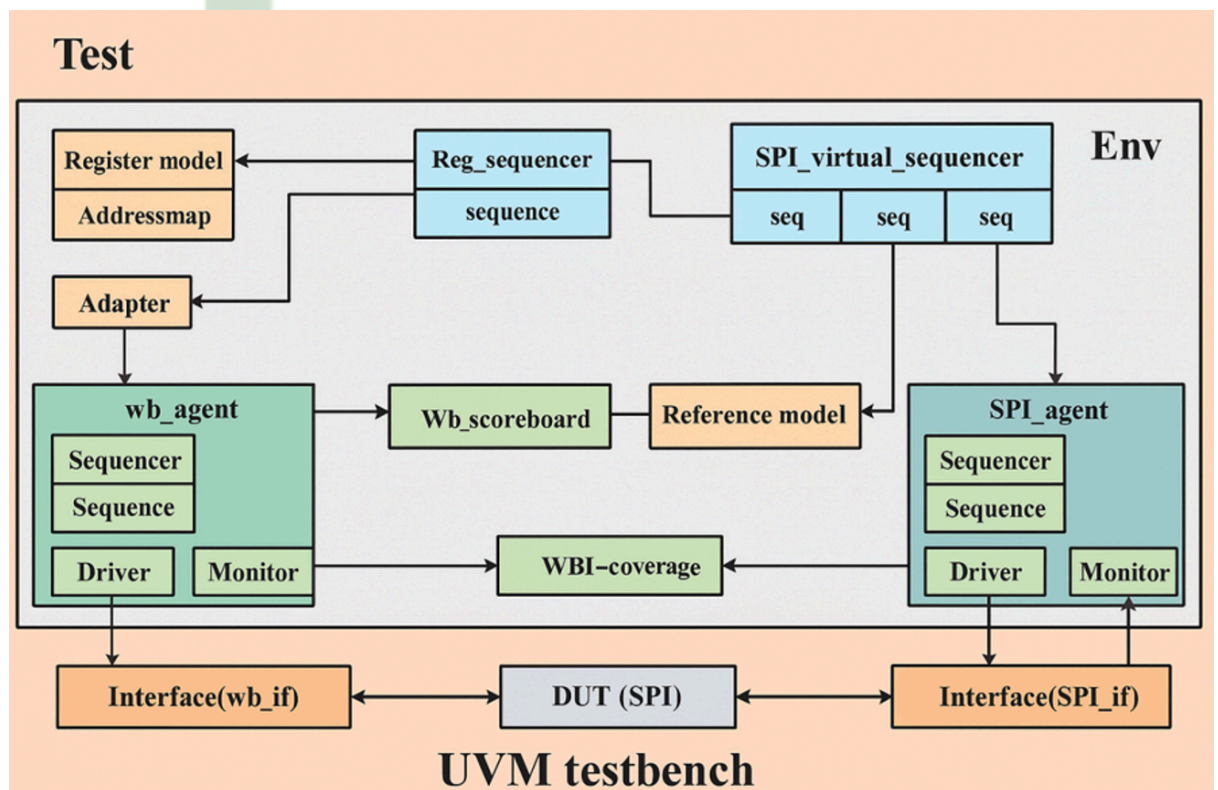 Test
Env
Register model
Addressmap
Reg_sequencer
sequence
SPI_virtual_sequencer
seq
seq
seq
Adapter
wb_agent
Sequencer
Sequence
Driver
Monitor
Wb_scoreboard
Reference model
SPI_agent
Sequencer
Sequence
Driver
Monitor
WBI-coverage
Interface(wb_if)
DUT (SPI)
Interface(SPI_if)
UVM testbench